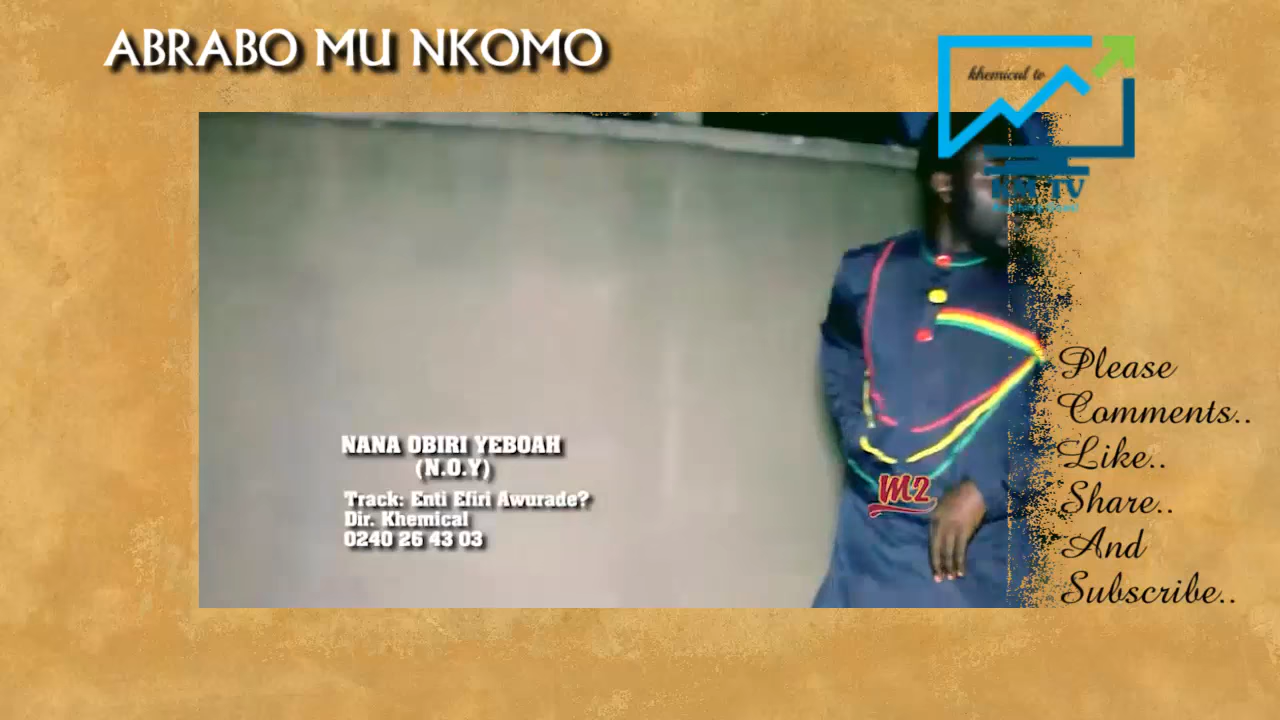 ABRABO MU NKOMO
khemical tv
TV
NANA OBIRI YEBOAH
(N.O.Y)
Track: Enti Efiri Awurade?
Dir. Khemical
0240 26 43 03
M2
Please
Comments..
Like..
Share..
And
Subscribe..